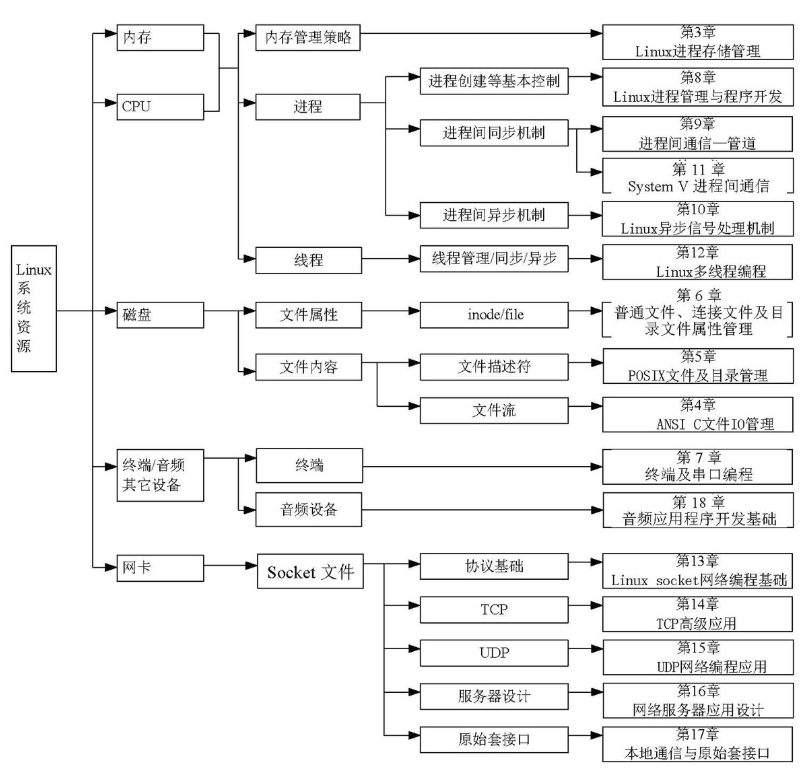 Linux
系
统
资
源
内存
CPU
内存管理策略
第3章
Linux进程存储管理
进程
进程创建等基本控制
第8章
Linux进程管理与程序开发
进程间同步机制
第9章
进程间通信—管道
第 11 章
System V 进程间通信
进程间异步机制
第10章
Linux异步信号处理机制
线程
线程管理/同步/异步
第12章
Linux多线程编程
磁盘
文件属性
inode/file
第 6 章
普通文件、连接文件及目
录文件属性管理
文件内容
文件描述符
第5章
POSIX文件及目录管理
文件流
第4章
ANSI C文件IO管理
终端/音频
其它设备
终端
第 7 章
终端及串口编程
音频设备
第 18 章
音频应用程序开发基础
网卡
Socket 文件
协议基础
第13章
Linux socket网络编程基础
TCP
第14章
TCP高级应用
UDP
第15章
UDP网络编程应用
服务器设计
第16章
网络服务器应用设计
原始套接口
第17章
本地通信与原始套接口